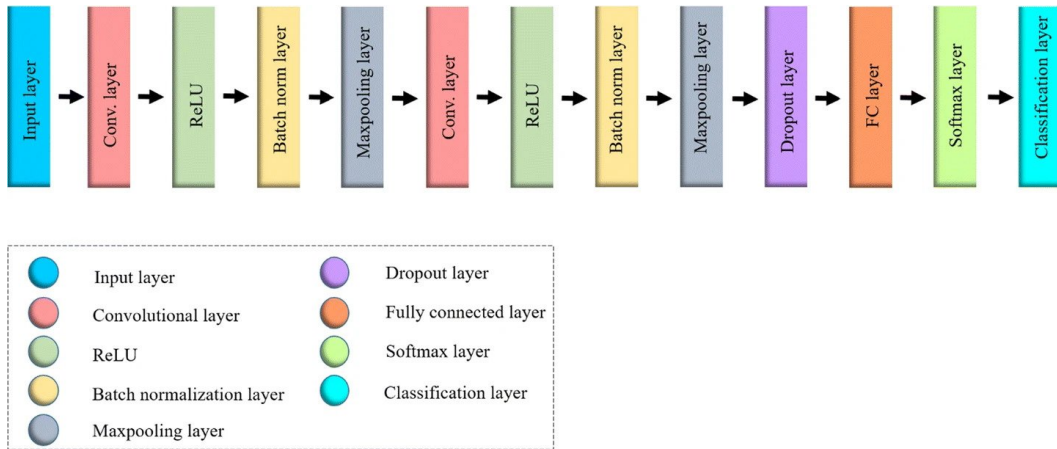 Input layer
Conv. layer
ReLU
Batch norm layer
Maxpooling layer
Conv. layer
ReLU
Batch norm layer
Maxpooling layer
Dropout layer
FC layer
Softmax layer
Classification layer
Input layer
Convolutional layer
ReLU
Batch normalization layer
Maxpooling layer
Dropout layer
Fully connected layer
Softmax layer
Classification layer